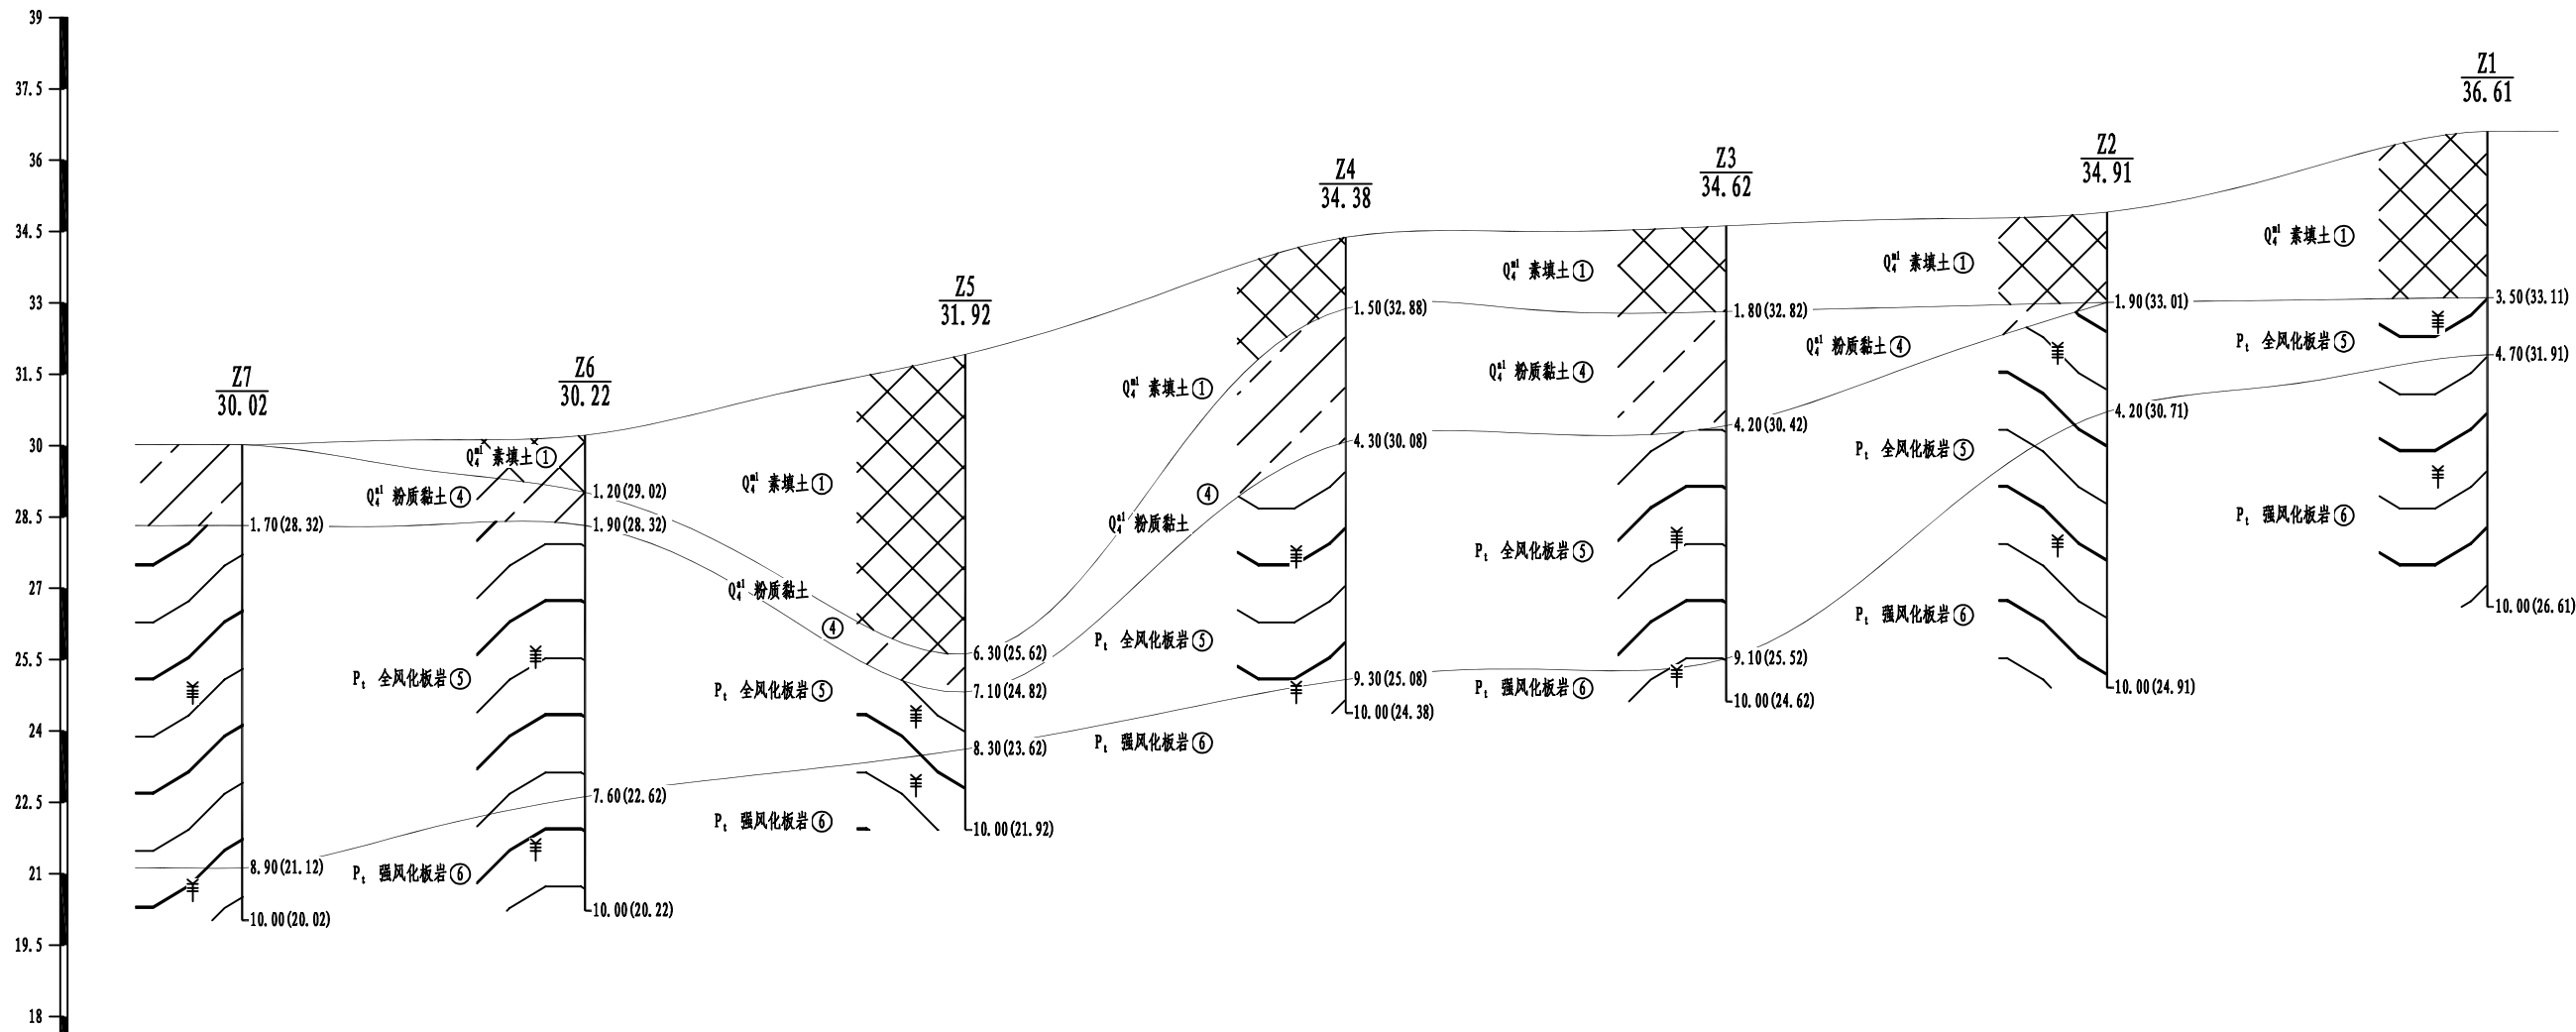 39
37.5
36
34.5
33
31.5
30
28.5
27
25.5
24
22.5
21
19.5
18
Z7
30.02
1.70(28.32)
8.90(21.12)
10.00(20.02)
Q₄ᵃˡ 粉质黏土④
Pₜ 全风化板岩⑤
Pₜ 强风化板岩⑥
Z6
30.22
Q₄ᵐˡ 素填土①
1.20(29.02)
1.90(28.32)
7.60(22.62)
10.00(20.22)
Q₄ᵐˡ 素填土①
Q₄ᵃˡ 粉质黏土
④
Pₜ 全风化板岩⑤
Pₜ 强风化板岩⑥
Z5
31.92
6.30(25.62)
7.10(24.82)
8.30(23.62)
10.00(21.92)
Q₄ᵐˡ 素填土①
④
Q₄ᵃˡ 粉质黏土
Pₜ 全风化板岩⑤
Pₜ 强风化板岩⑥
Z4
34.38
1.50(32.88)
4.30(30.08)
9.30(25.08)
10.00(24.38)
Q₄ᵐˡ 素填土①
Q₄ᵃˡ 粉质黏土④
Pₜ 全风化板岩⑤
Pₜ 强风化板岩⑥
Z3
34.62
1.80(32.82)
4.20(30.42)
9.10(25.52)
10.00(24.62)
Q₄ᵐˡ 素填土①
Q₄ᵃˡ 粉质黏土④
Pₜ 全风化板岩⑤
Pₜ 强风化板岩⑥
Z2
34.91
1.90(33.01)
4.20(30.71)
10.00(24.91)
Q₄ᵐˡ 素填土①
Pₜ 全风化板岩⑤
Pₜ 强风化板岩⑥
Z1
36.61
3.50(33.11)
4.70(31.91)
10.00(26.61)